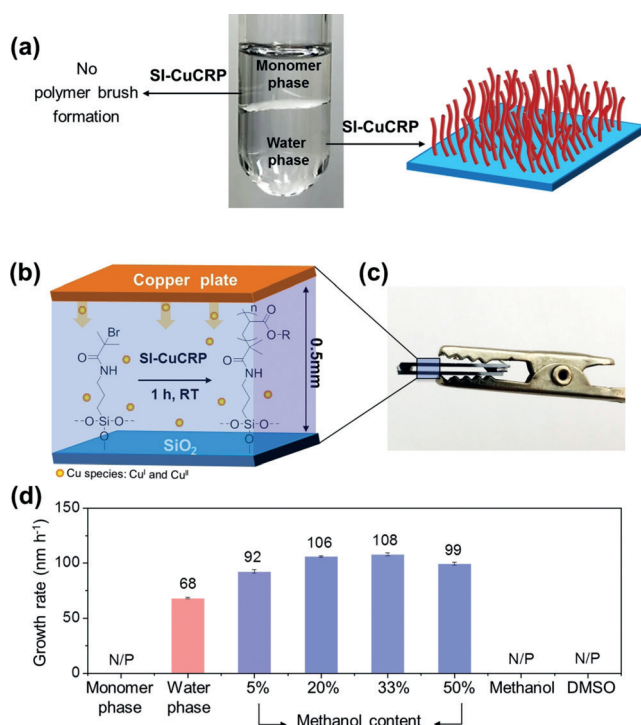 (a)
No
polymer brush
formation
SI-CuCRP
Monomer
phase
Water
phase
SI-CuCRP
(b)
Copper plate
Br
O
NH
SI-CuCRP
1 h, RT
n
O
O-R
O
NH
---O-Si-O---
O
---O-Si-O---
O
SiO₂
0.5mm
Cu species: Cuᴵ and Cuᴵᴵ
(c)
(d)
Growth rate (nm h⁻¹)
150
100
50
0
N/P
68
92
106
108
99
N/P
N/P
Monomer
phase
Water
phase
5%
20%
33%
50%
Methanol
DMSO
Methanol content